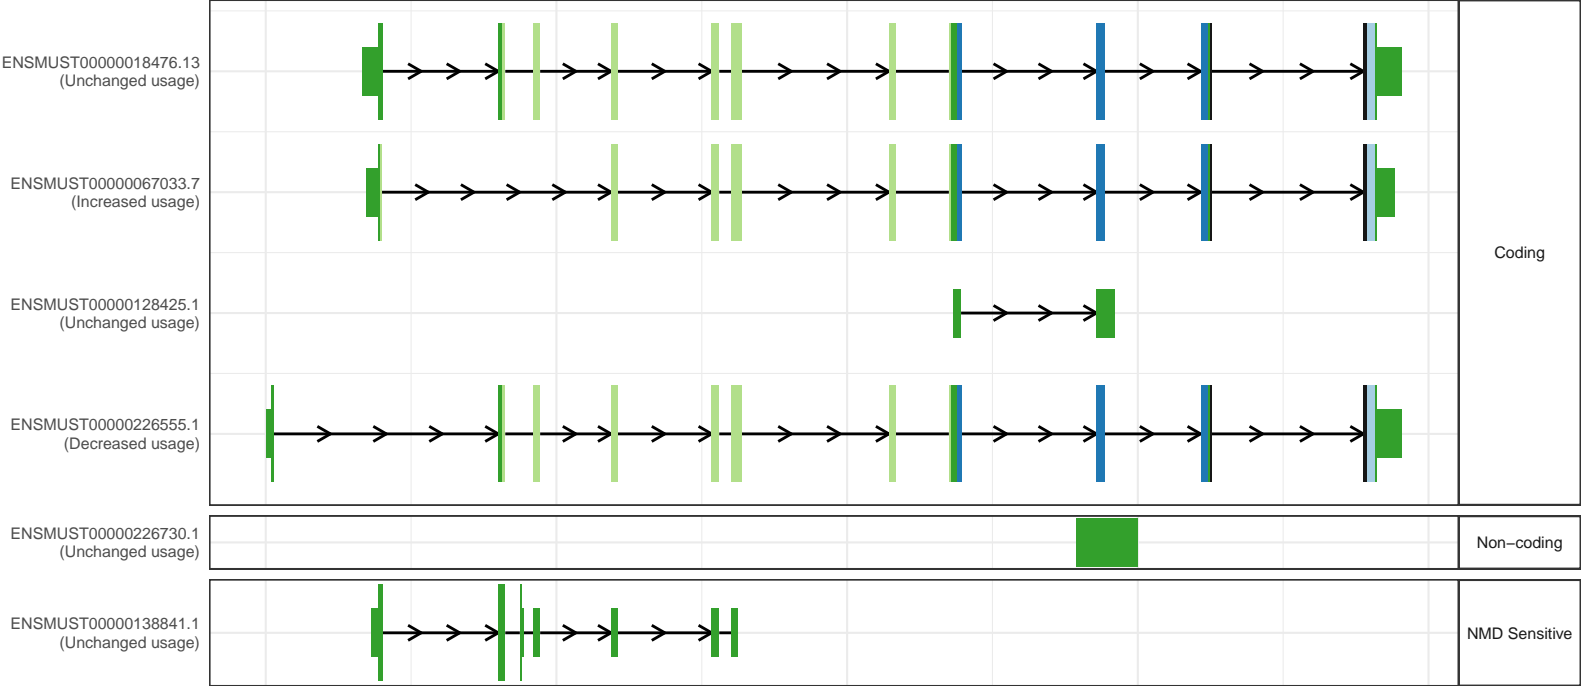 ENSMUST00000018476.13
(Unchanged usage)
ENSMUST00000067033.7
(Increased usage)
Coding
ENSMUST00000128425.1
(Unchanged usage)
ENSMUST00000226555.1
(Decreased usage)
ENSMUST00000226730.1
(Unchanged usage)
Non−coding
ENSMUST00000138841.1
(Unchanged usage)
NMD Sensitive